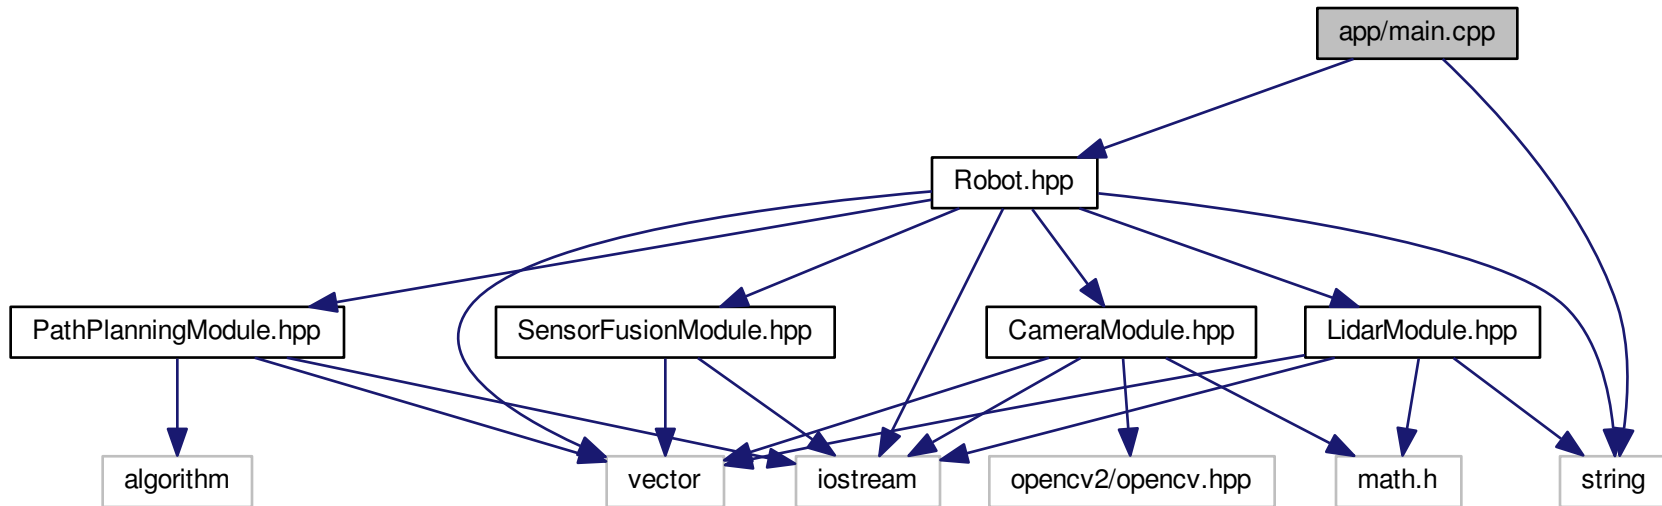 app/main.cpp
Robot.hpp
PathPlanningModule.hpp
SensorFusionModule.hpp
CameraModule.hpp
LidarModule.hpp
algorithm
vector
iostream
opencv2/opencv.hpp
math.h
string